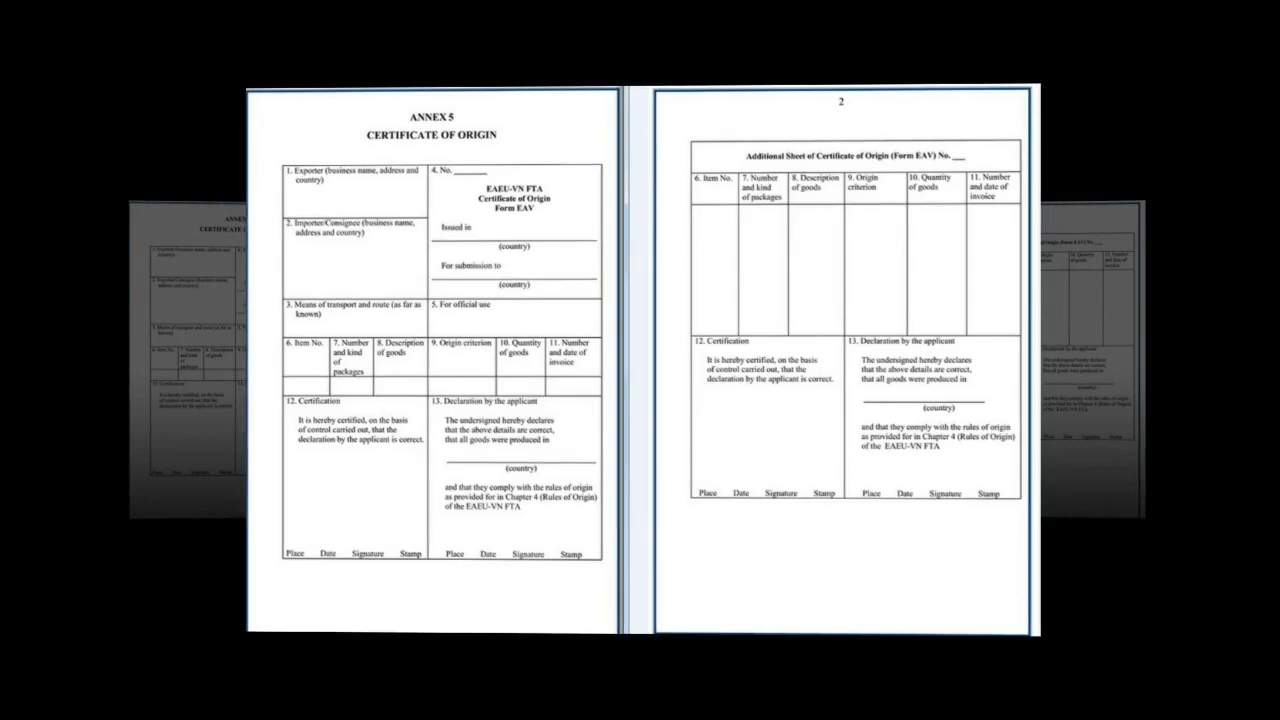 ANNEX 5
CERTIFICATE OF ORIGIN
1. Exporter (business name, address and
country)
4. No. ______
EAEU-VN FTA
Certificate of Origin
Form EAV
2. Importer/Consignee (business name,
address and country)
Issued in
(country)
For submission to
(country)
3. Means of transport and route (as far as
known)
5. For official use
6. Item No.
7. Number
and kind
of
packages
8. Description
of goods
9. Origin criterion
10. Quantity
of goods
11. Number
and date of
invoice
12. Certification
It is hereby certified, on the basis
of control carried out, that the
declaration by the applicant is correct.
Place Date Signature Stamp
13. Declaration by the applicant
The undersigned hereby declares
that the above details are correct,
that all goods were produced in
(country)
and that they comply with the rules of origin
as provided for in Chapter 4 (Rules of Origin)
of the EAEU-VN FTA
Place Date Signature Stamp
2
Additional Sheet of Certificate of Origin (Form EAV) No. __
6. Item No.
7. Number
and kind
of packages
8. Description
of goods
9. Origin
criterion
10. Quantity
of goods
11. Number
and date of
invoice
12. Certification
It is hereby certified, on the basis
of control carried out, that the
declaration by the applicant is correct.
Place Date Signature Stamp
13. Declaration by the applicant
The undersigned hereby declares
that the above details are correct,
that all goods were produced in
(country)
and that they comply with the rules of origin
as provided for in Chapter 4 (Rules of Origin)
of the EAEU-VN FTA
Place Date Signature Stamp